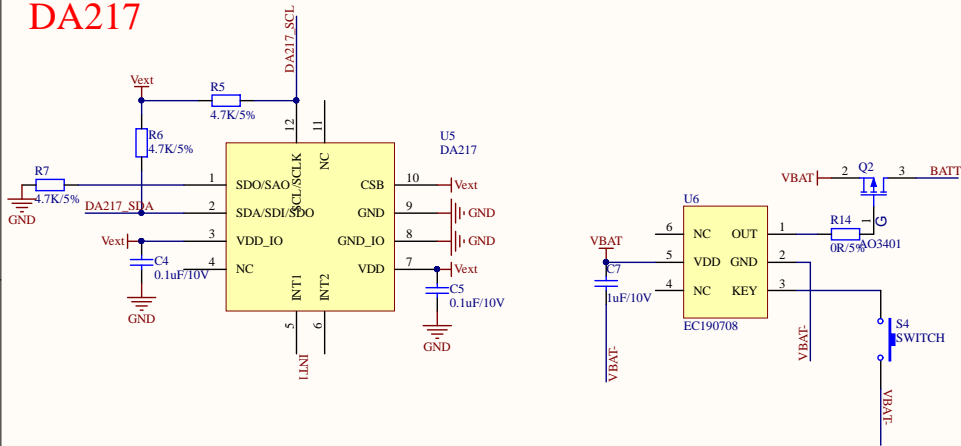 DA217
DA217_SCL
Vext
R5
4.7K/5%
R6
4.7K/5%
R7
4.7K/5%
GND
DA217_SDA
12
11
SCL/SCLK
NC
U5
DA217
1
SDO/SAO
2
SDA/SDI/SDO
3
VDD_IO
4
NC
CSB
10
Vext
GND
9
GND
GND_IO
8
GND
VDD
7
Vext
Vext
C4
0.1uF/10V
GND
INT1
INT2
5
6
INT1
C5
0.1uF/10V
GND
VBAT
2
Q2
3
BATT
1
G
AO3401
R14
0R/5%
U6
6
NC
OUT
1
VBAT
5
VDD
GND
2
4
NC
KEY
3
EC190708
C7
1uF/10V
VBAT-
VBAT-
S4
SWITCH
VBAT-